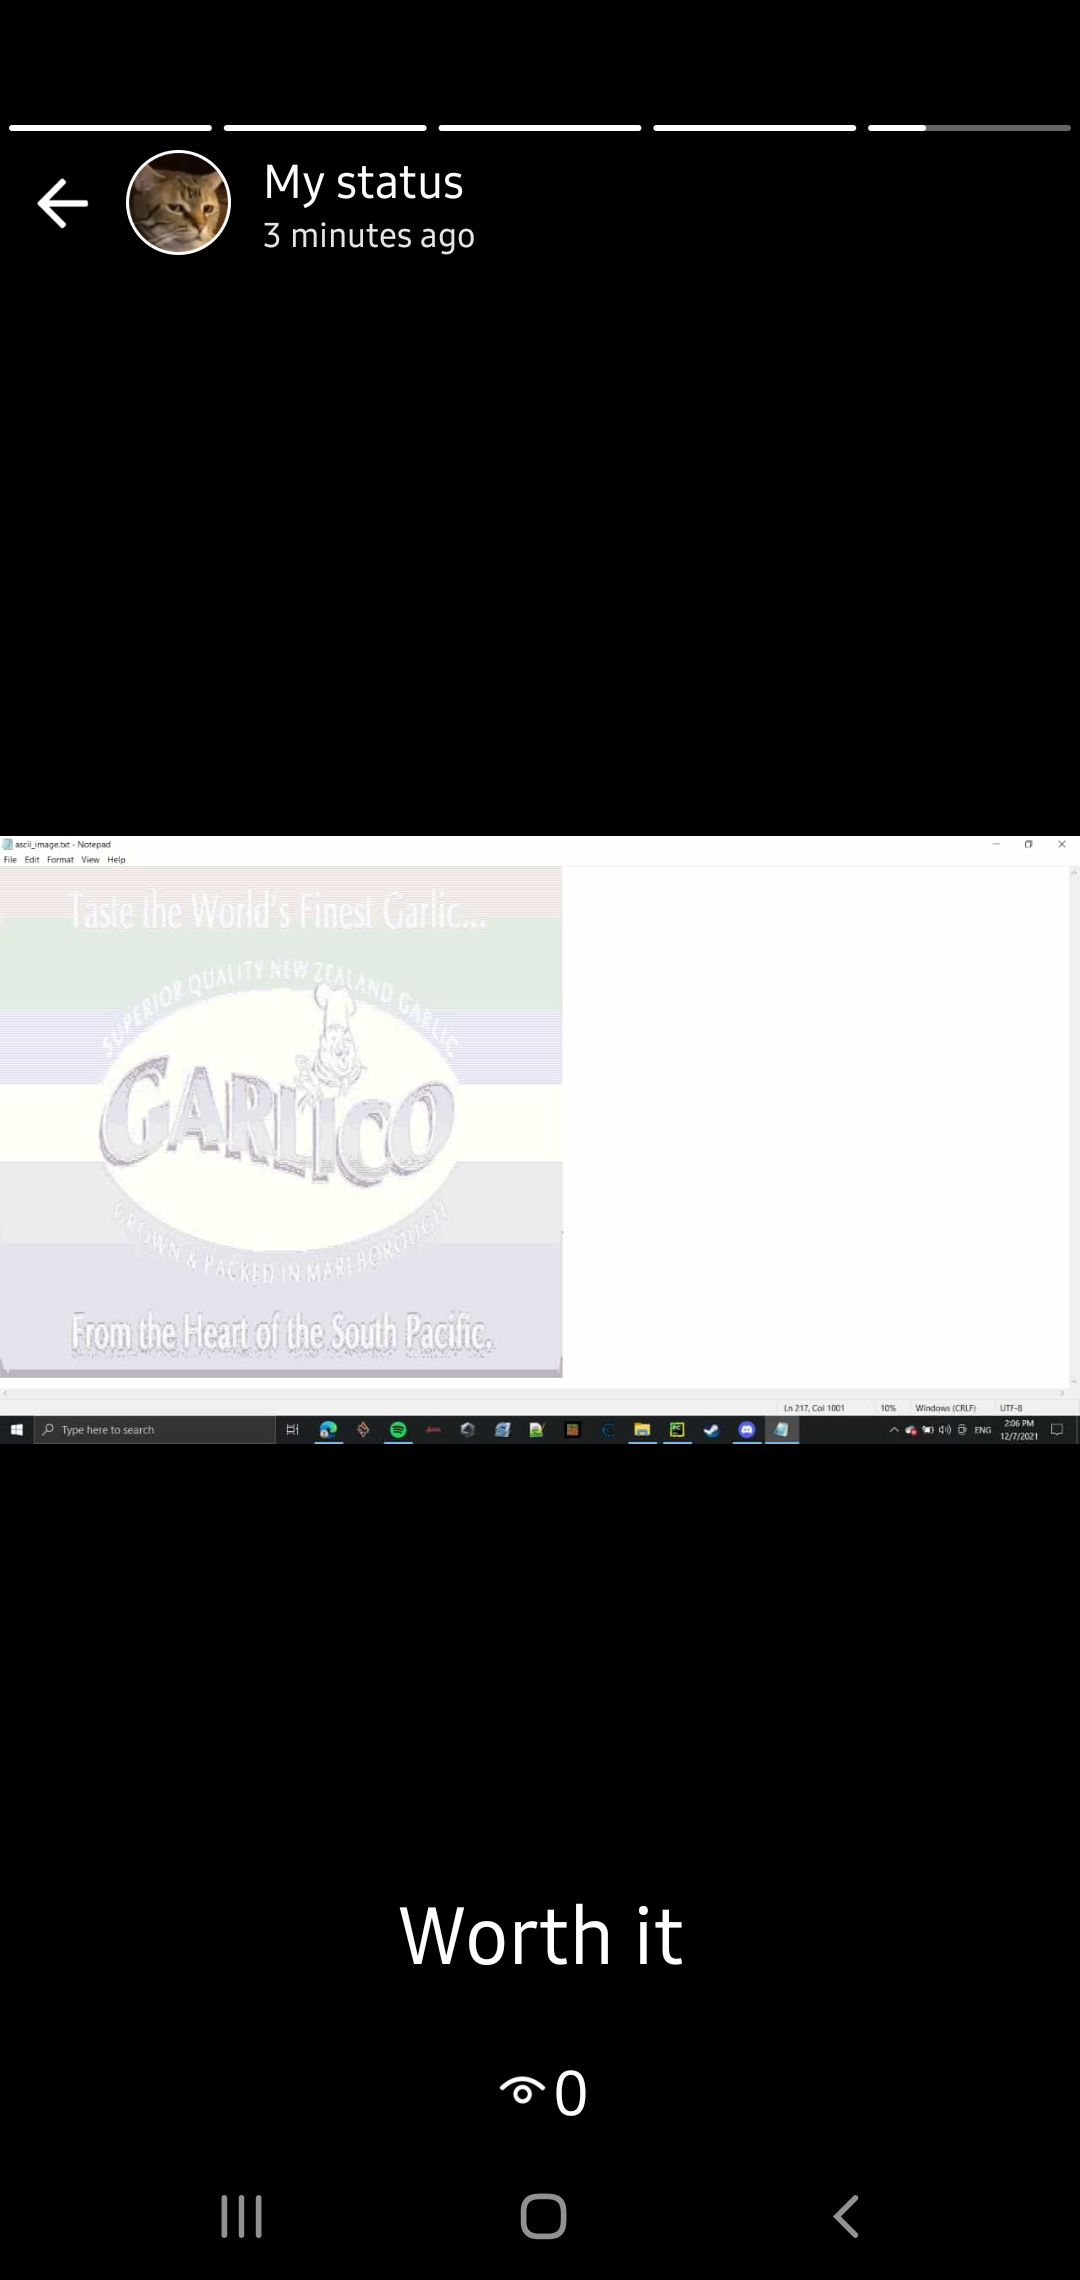 My status
3 minutes ago
ascii_image.txt - Notepad
File Edit Format View Help
Taste the World's Finest Garlic...
SUPERIOR QUALITY NEW ZEALAND GARLIC
GARLICO
GROWN & PACKED IN MARLBOROUGH
From the Heart of the South Pacific.
Ln 217, Col 1001 10% Windows (CRLF) UTF-8
Type here to search
ENG
2:06 PM
12/7/2021
Worth it
0